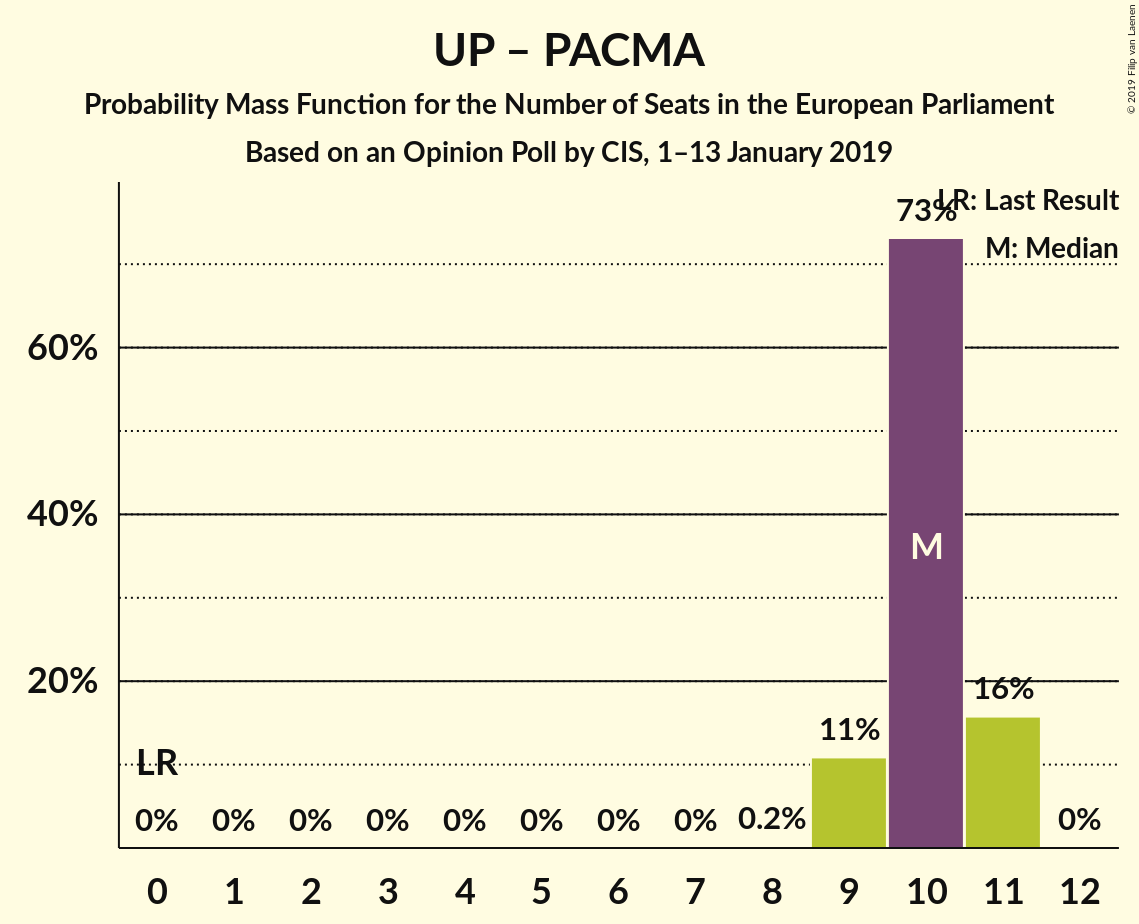 UP – PACMA
Probability Mass Function for the Number of Seats in the European Parliament
Based on an Opinion Poll by CIS, 1–13 January 2019
© 2019 Filip van Laenen
LR: Last Result
M: Median
73%
60%
40%
M
20%
16%
11%
LR
0% 0% 0% 0% 0% 0% 0% 0% 0.2% 0%
0 1 2 3 4 5 6 7 8 9 10 11 12